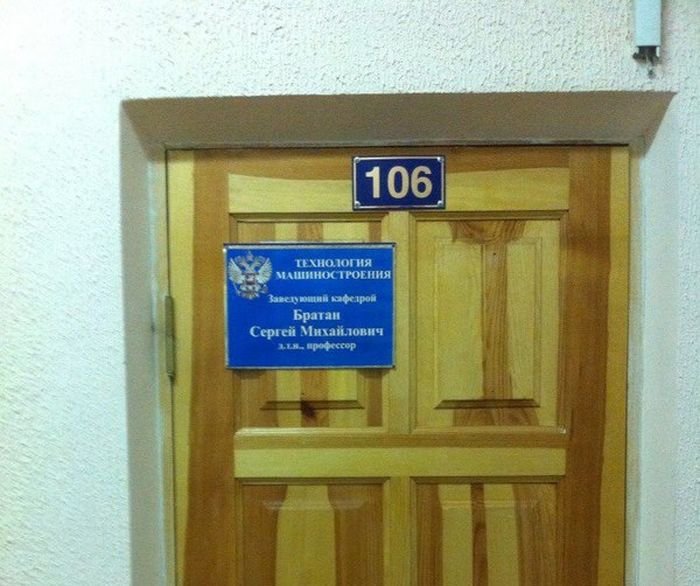 106
ТЕХНОЛОГИЯ
МАШИНОСТРОЕНИЯ
Заведующий кафедрой
Братан
Сергей Михайлович
д.т.н., профессор